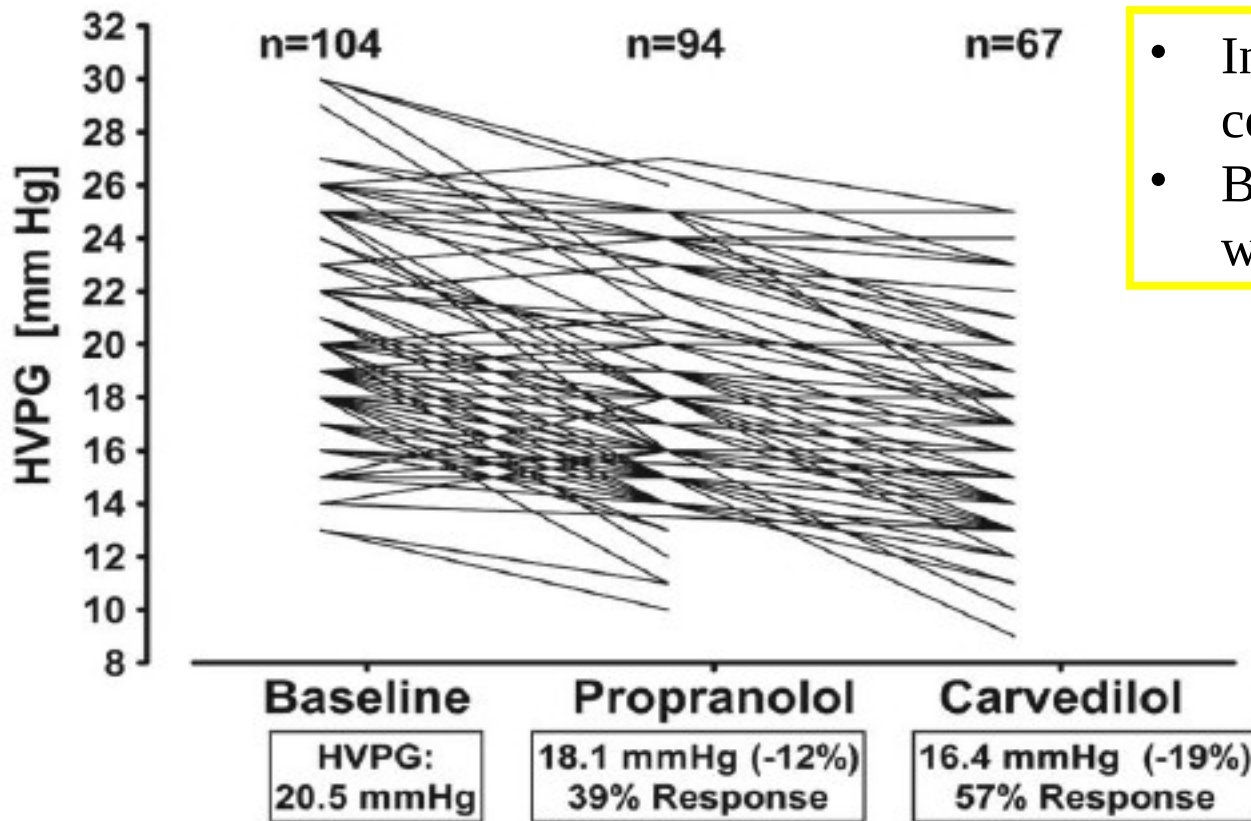 n=104 n=94 n=67
32
30
28
26
24
22
20
18
16
14
12
10
8
HVPG [mm Hg]
Baseline Propranolol Carvedilol
HVPG:
20.5 mmHg
18.1 mmHg (-12%)
39% Response
16.4 mmHg (-19%)
57% Response